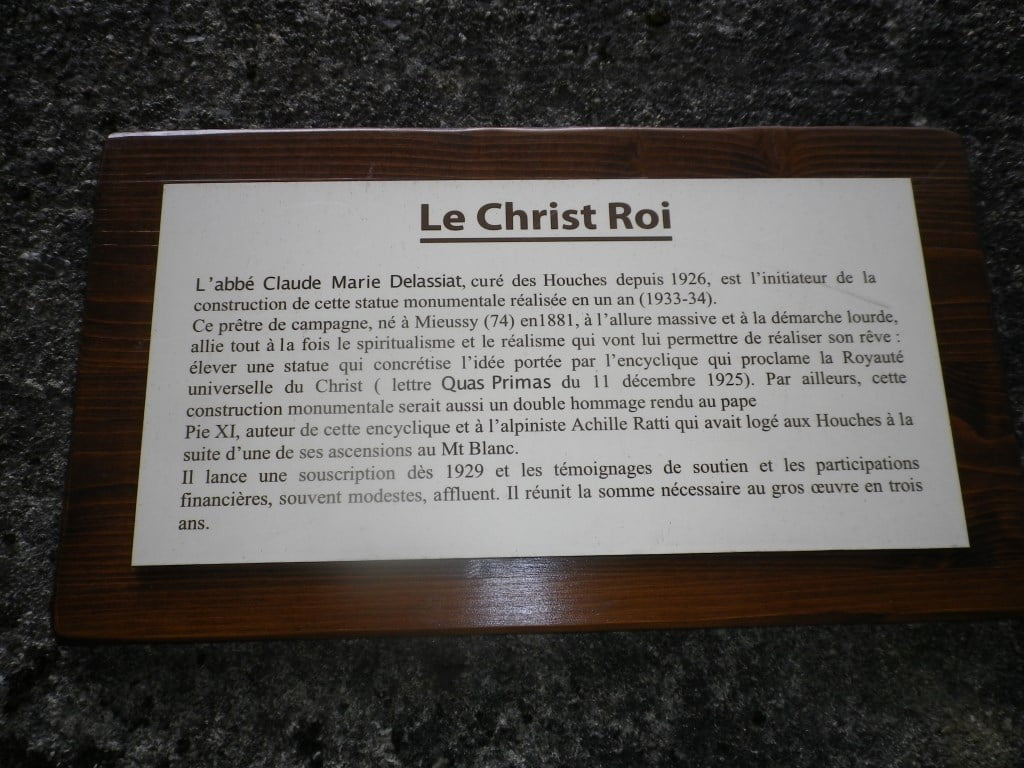 Le Christ Roi
L'abbé Claude Marie Delassiat, curé des Houches depuis 1926, est l'initiateur de la
construction de cette statue monumentale réalisée en un an (1933-34).
Ce prêtre de campagne, né à Mieussy (74) en1881, à l'allure massive et à la démarche lourde,
allie tout à la fois le spiritualisme et le réalisme qui vont lui permettre de réaliser son rêve :
élever une statue qui concrétise l'idée portée par l'encyclique qui proclame la Royauté
universelle du Christ ( lettre Quas Primas du 11 décembre 1925). Par ailleurs, cette
construction monumentale serait aussi un double hommage rendu au pape
Pie XI, auteur de cette encyclique et à l'alpiniste Achille Ratti qui avait logé aux Houches à la
suite d'une de ses ascensions au Mt Blanc.
Il lance une souscription dès 1929 et les témoignages de soutien et les participations
financières, souvent modestes, affluent. Il réunit la somme nécessaire au gros œuvre en trois
ans.